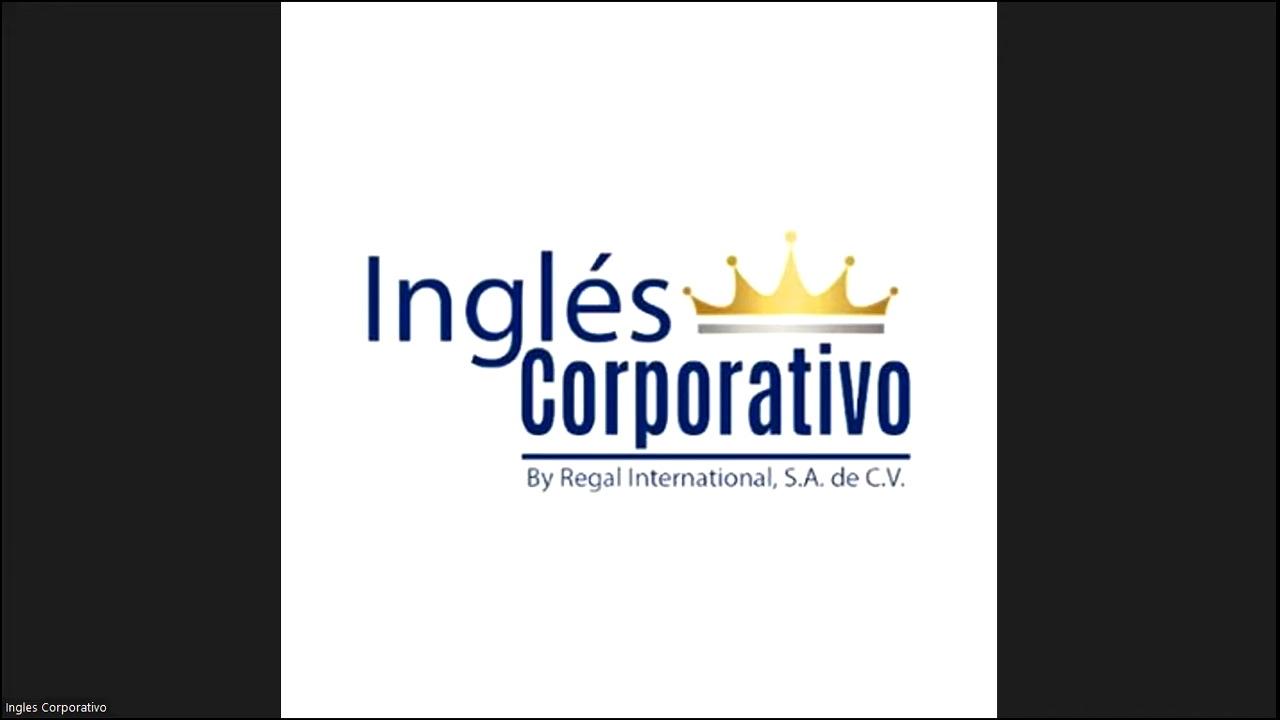 Inglés
Corporativo
By Regal International, S.A. de C.V.
Ingles Corporativo